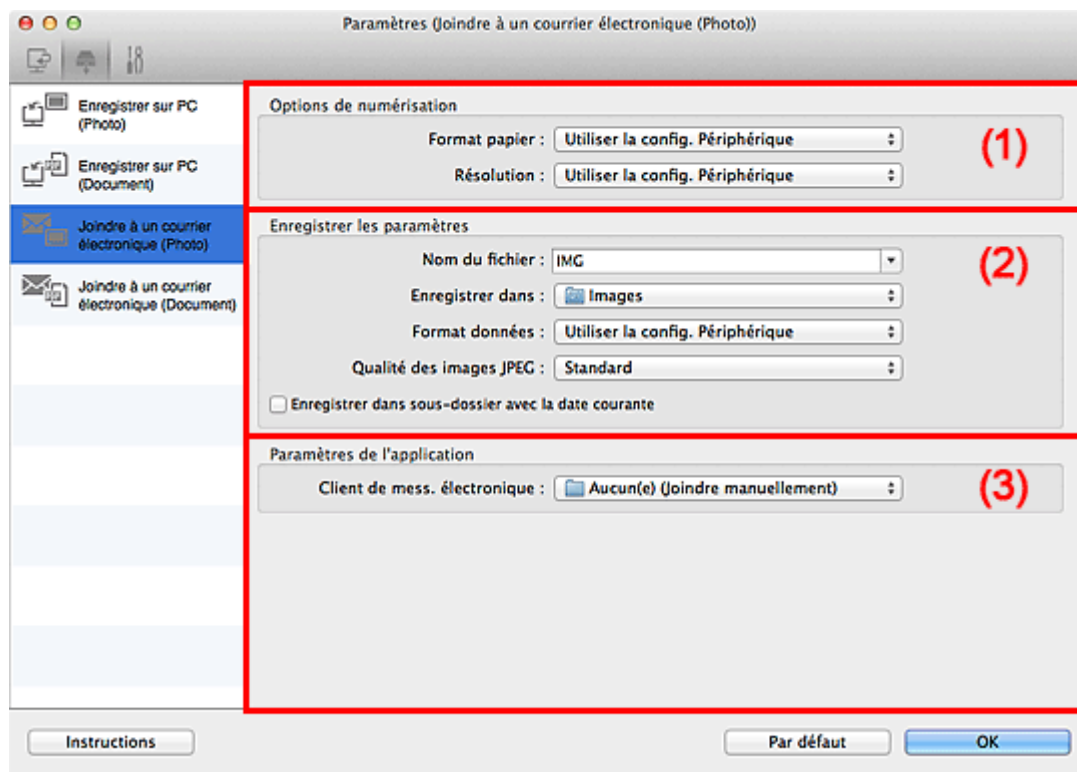 Paramètres (Joindre à un courrier électronique (Photo))
Enregistrer sur PC
(Photo)
Enregistrer sur PC
(Document)
Joindre à un courrier
électronique (Photo)
Joindre à un courrier
électronique (Document)
Options de numérisation
Format papier : Utiliser la config. Périphérique
Résolution : Utiliser la config. Périphérique
(1)
Enregistrer les paramètres
Nom du fichier : IMG
Enregistrer dans : Images
Format données : Utiliser la config. Périphérique
Qualité des images JPEG : Standard
Enregistrer dans sous-dossier avec la date courante
(2)
Paramètres de l'application
Client de mess. électronique : Aucun(e) (Joindre manuellement)
(3)
Instructions
Par défaut
OK